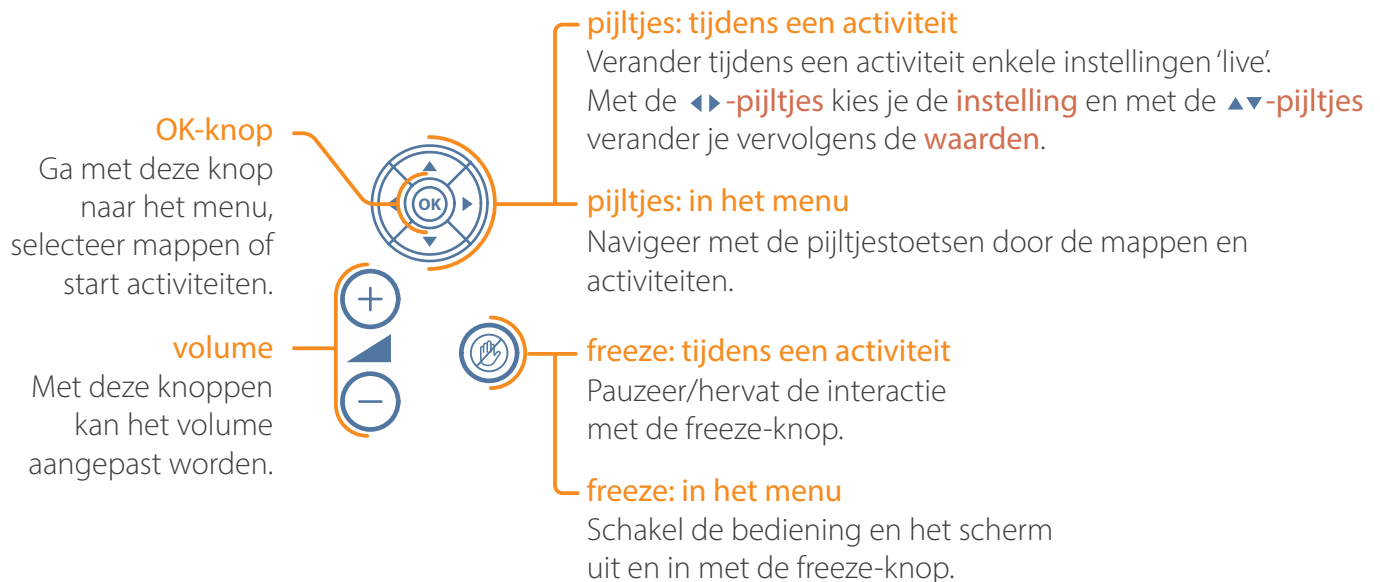 OK-knop
Ga met deze knop
naar het menu,
selecteer mappen of
start activiteiten.
volume
Met deze knoppen
kan het volume
aangepast worden.
OK
pijltjes: tijdens een activiteit
Verander tijdens een activiteit enkele instellingen ‘live’.
Met de ◀▶-pijltjes kies je de instelling en met de ▲▼-pijltjes
verander je vervolgens de waarden.
pijltjes: in het menu
Navigeer met de pijltjestoetsen door de mappen en
activiteiten.
freeze: tijdens een activiteit
Pauzeer/hervat de interactie
met de freeze-knop.
freeze: in het menu
Schakel de bediening en het scherm
uit en in met de freeze-knop.